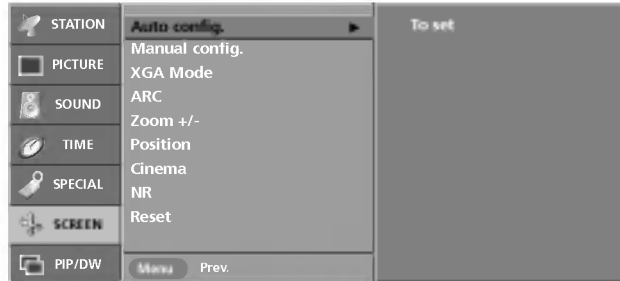 STATION
PICTURE
SOUND
TIME
SPECIAL
SCREEN
PIP/DW
Auto config.
Manual config.
XGA Mode
ARC
Zoom +/-
Position
Cinema
NR
Reset
Menu Prev.
To set